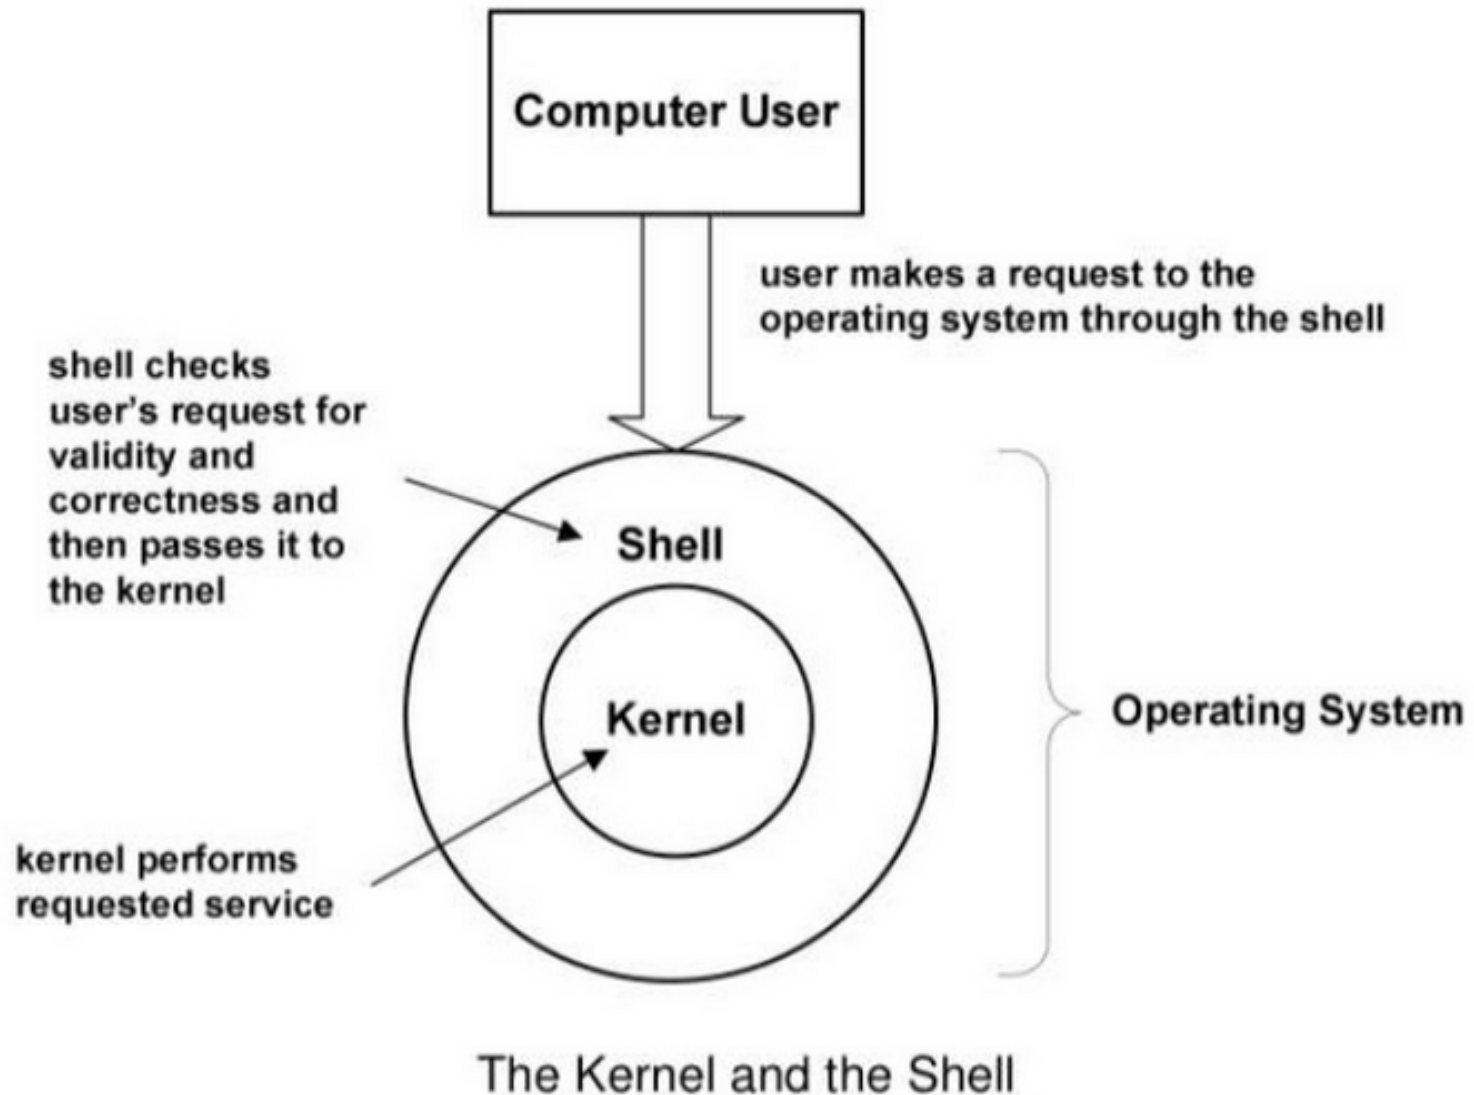 Computer User
user makes a request to the
operating system through the shell
shell checks
user's request for
validity and
correctness and
then passes it to
the kernel
Shell
Kernel
Operating System
kernel performs
requested service
The Kernel and the Shell